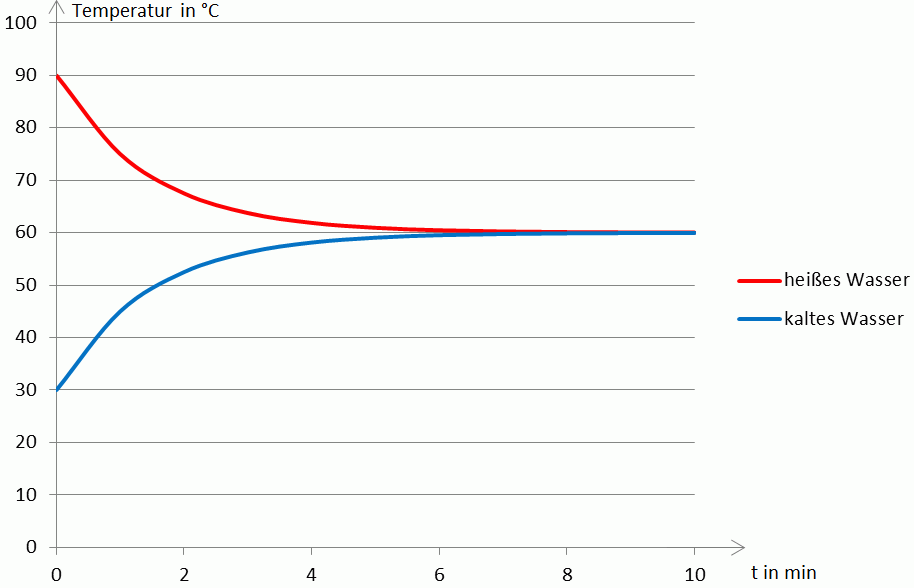 Temperatur in °C
100
90
80
70
60
50
40
30
20
10
0
0 2 4 6 8 10
t in min
heißes Wasser
kaltes Wasser